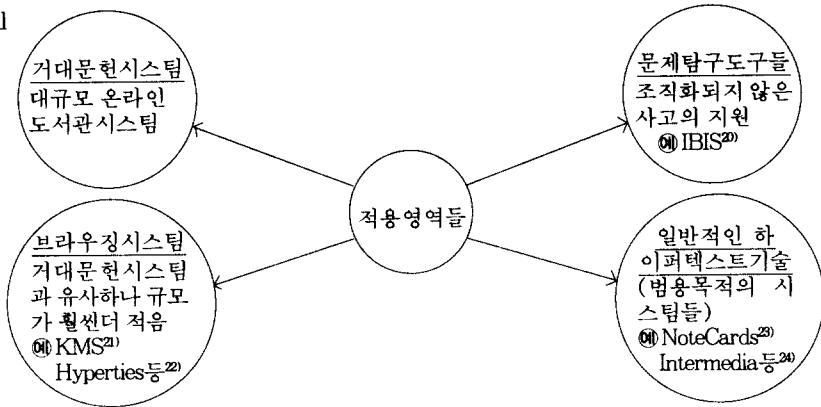 l
거대문헌시스팀
대규모 온라인
도서관시스팀
문제탐구도구들
조직화되지 않은
사고의 지원
예 IBIS20)
적용영역들
브라우징시스팀
거대문헌시스팀
과 유사하나 규모
가 훨씬더 적음
예 KMS21)
Hyperties등22)
일반적인 하
이퍼텍스트기술
(범용목적의 시
스팀들)
예 NoteCards23)
Intermedia등24)